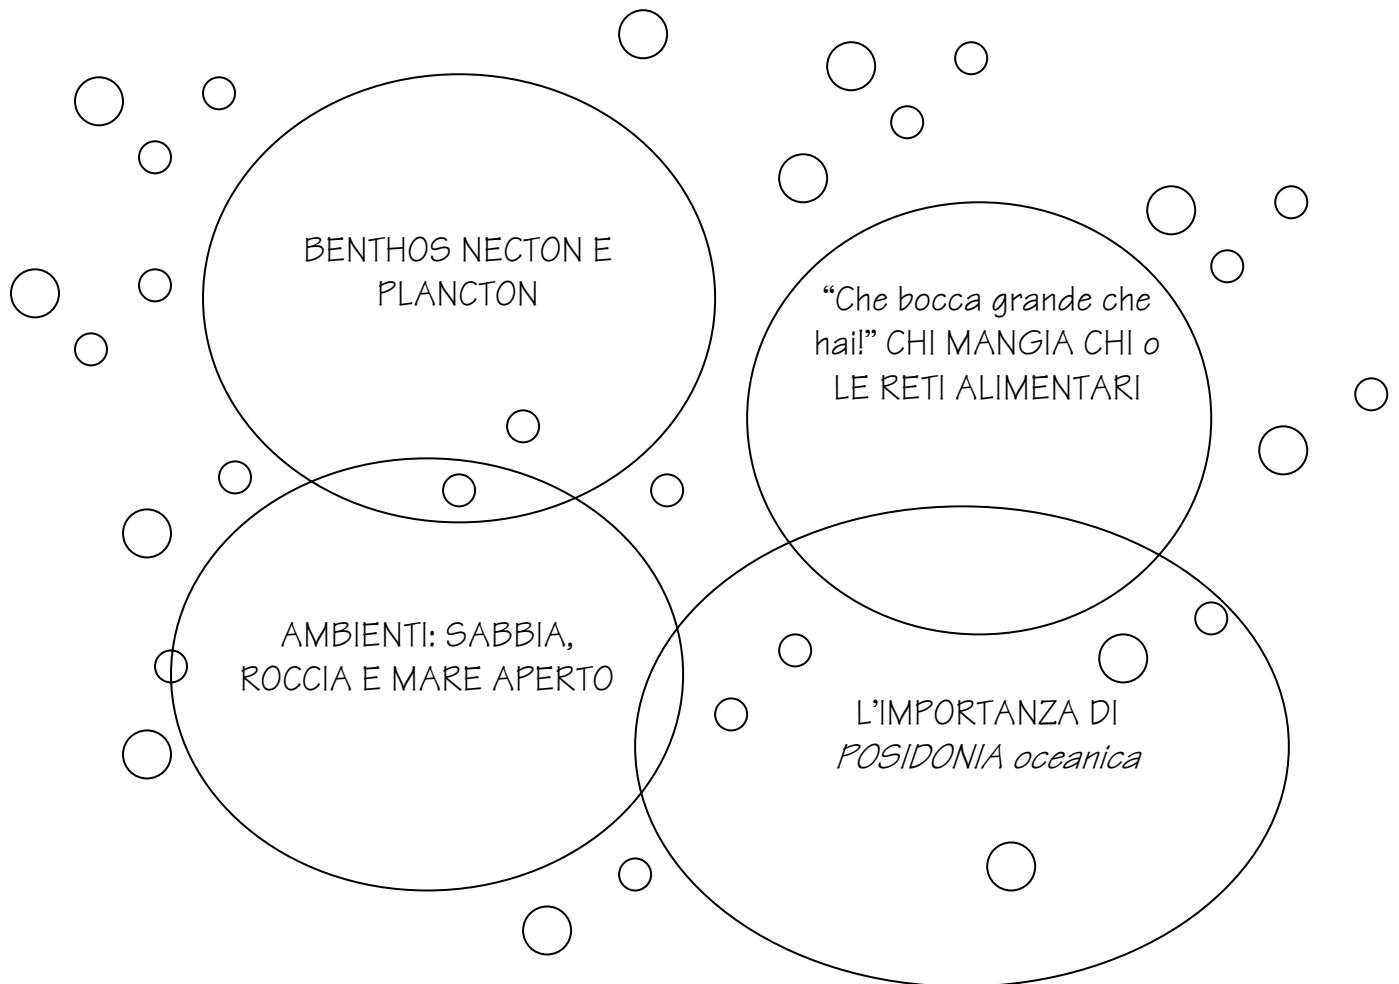 BENTHOS NECTON E
PLANCTON
“Che bocca grande che
hai!” CHI MANGIA CHI o
LE RETI ALIMENTARI
AMBIENTI: SABBIA,
ROCCIA E MARE APERTO
L’IMPORTANZA DI
POSIDONIA oceanica